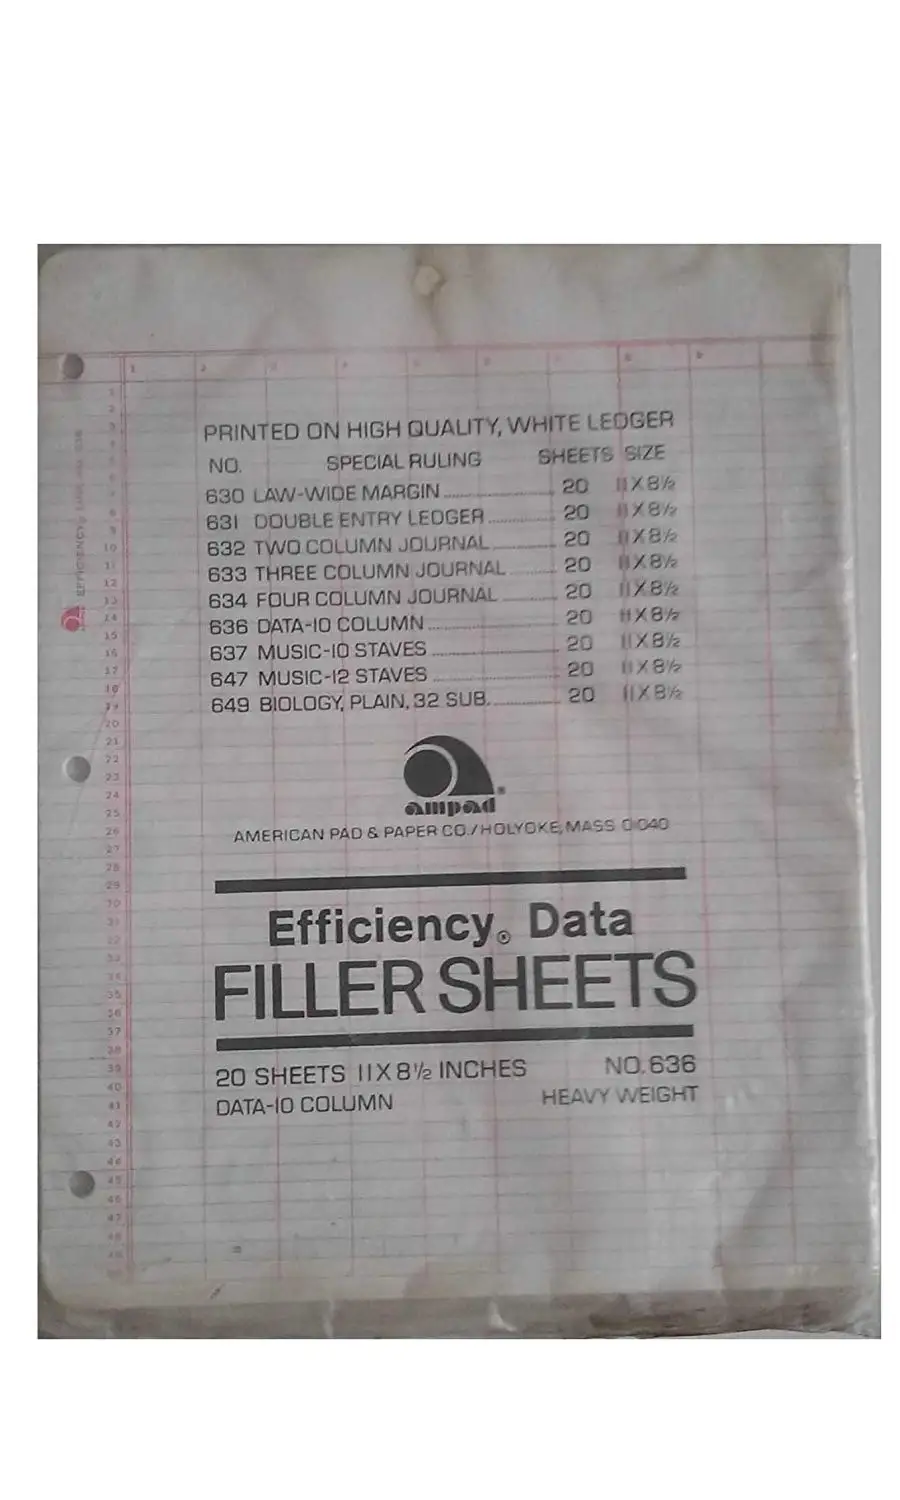 PRINTED ON HIGH QUALITY, WHITE LEDGER
NO. SPECIAL RULING SHEETS SIZE
630 LAW-WIDE MARGIN 20 11 X 8½
631 DOUBLE ENTRY LEDGER 20 11 X 8½
632 TWO COLUMN JOURNAL 20 11 X 8½
633 THREE COLUMN JOURNAL 20 11 X 8½
634 FOUR COLUMN JOURNAL 20 11 X 8½
636 DATA-10 COLUMN 20 11 X 8½
637 MUSIC-10 STAVES 20 11 X 8½
647 MUSIC-12 STAVES 20 11 X 8½
649 BIOLOGY, PLAIN, 32 SUB. 20 11 X 8½
ampad®
AMERICAN PAD & PAPER CO./HOLYOKE, MASS. 01040
Efficiency® Data
FILLER SHEETS
20 SHEETS 11 X 8½ INCHES NO. 636
DATA-10 COLUMN HEAVY WEIGHT
EFFICIENCY®